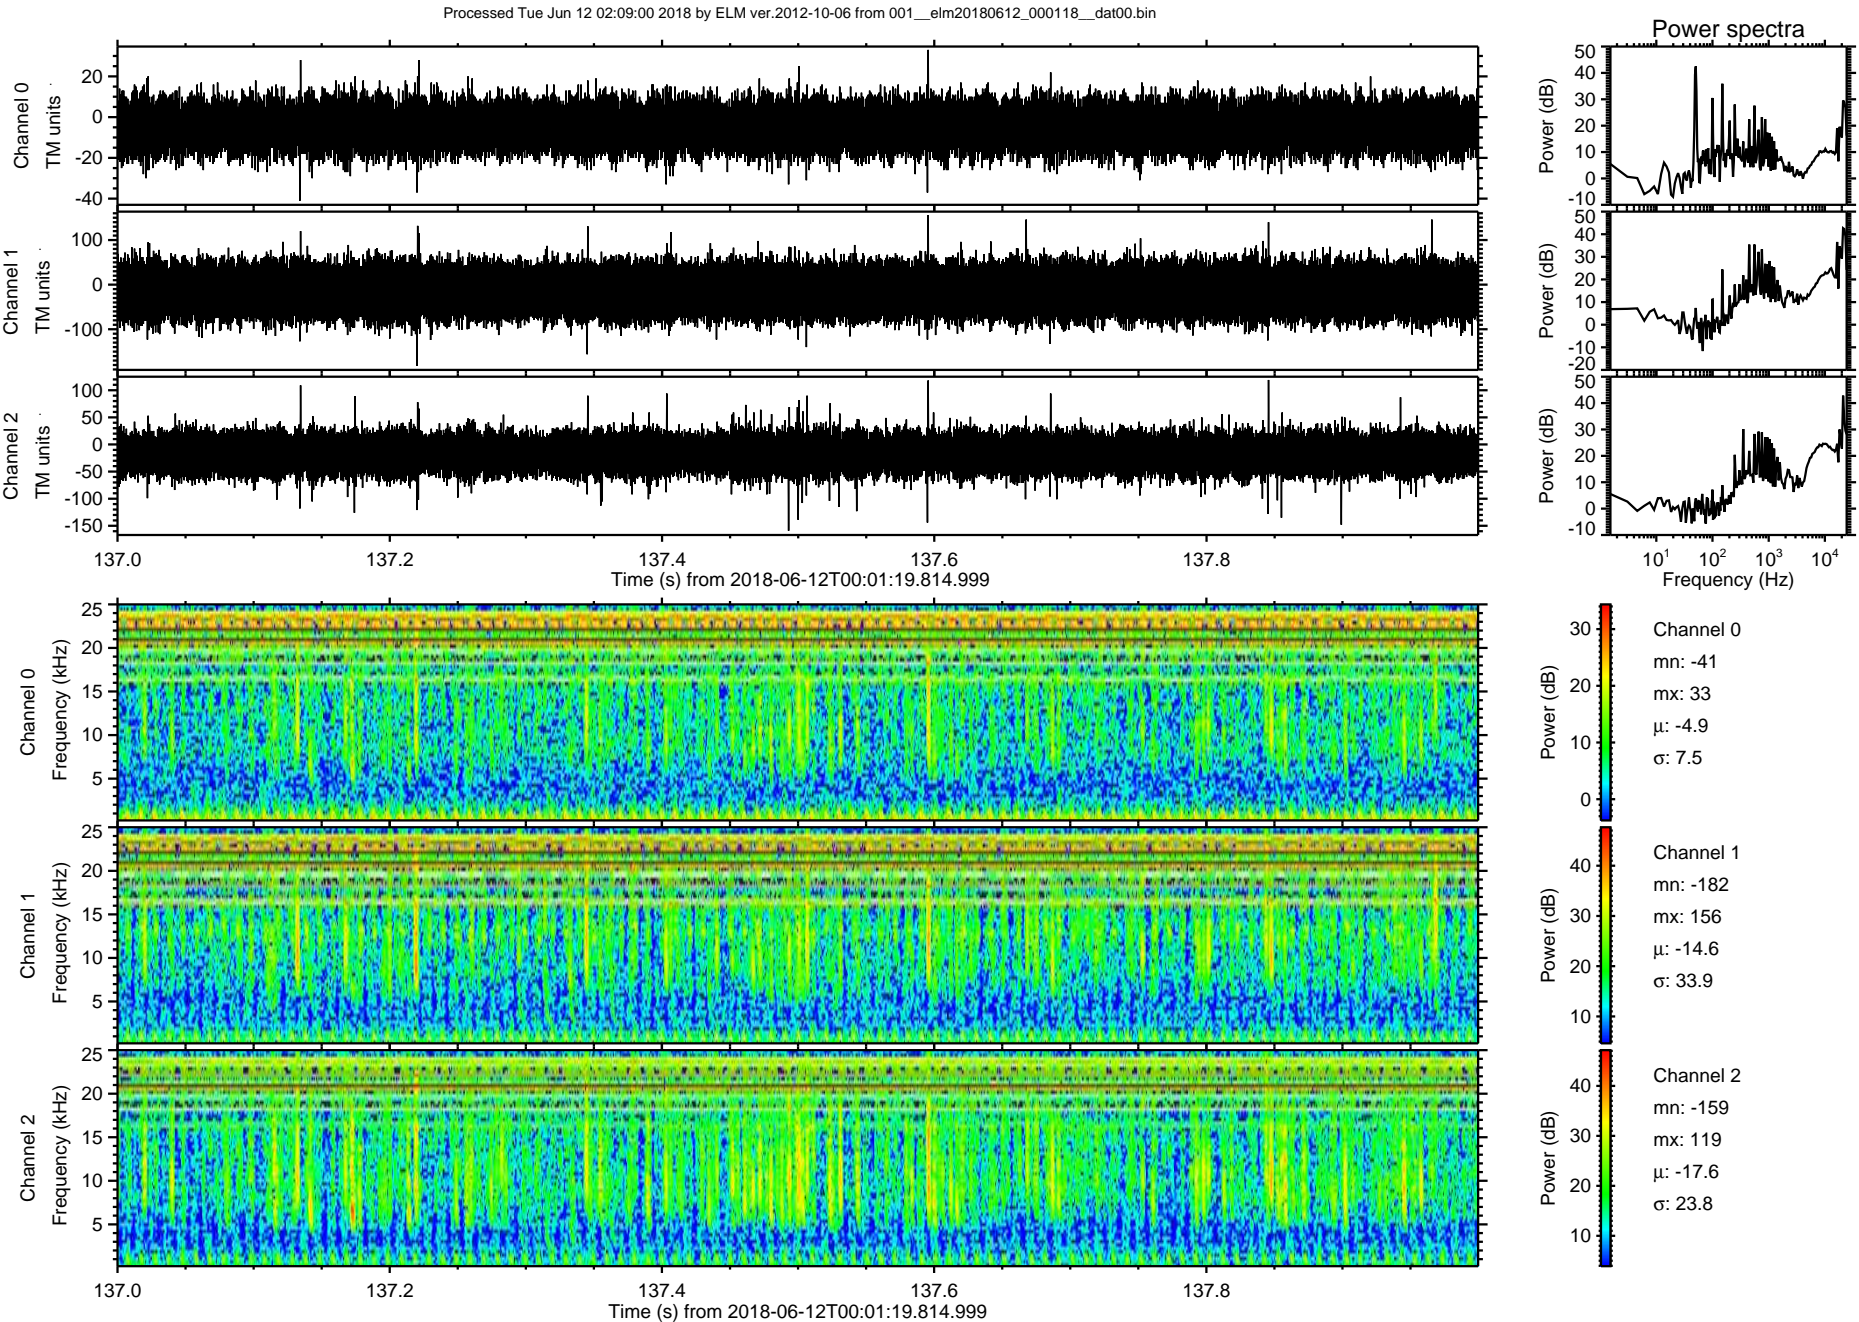 Processed Tue Jun 12 02:09:00 2018 by ELM ver.2012-10-06 from 001__elm20180612_000118__dat00.bin
Power spectra
Channel 0
TM units
20
0
-20
-40
Power (dB)
50
40
30
20
10
0
-10
Channel 1
TM units
100
0
-100
Power (dB)
50
40
30
20
10
0
-10
-20
Channel 2
TM units
100
50
0
-50
-100
-150
Power (dB)
50
40
30
20
10
0
-10
137.0 137.2 137.4 137.6 137.8
Time (s) from 2018-06-12T00:01:19.814.999
10¹ 10² 10³ 10⁴
Frequency (Hz)
Channel 0
Frequency (kHz)
25
20
15
10
5
Power (dB)
30
20
10
0
Channel 0
mn: -41
mx: 33
μ: -4.9
σ: 7.5
Channel 1
Frequency (kHz)
25
20
15
10
5
Power (dB)
40
30
20
10
Channel 1
mn: -182
mx: 156
μ: -14.6
σ: 33.9
Channel 2
Frequency (kHz)
25
20
15
10
5
Power (dB)
40
30
20
10
Channel 2
mn: -159
mx: 119
μ: -17.6
σ: 23.8
137.0 137.2 137.4 137.6 137.8
Time (s) from 2018-06-12T00:01:19.814.999